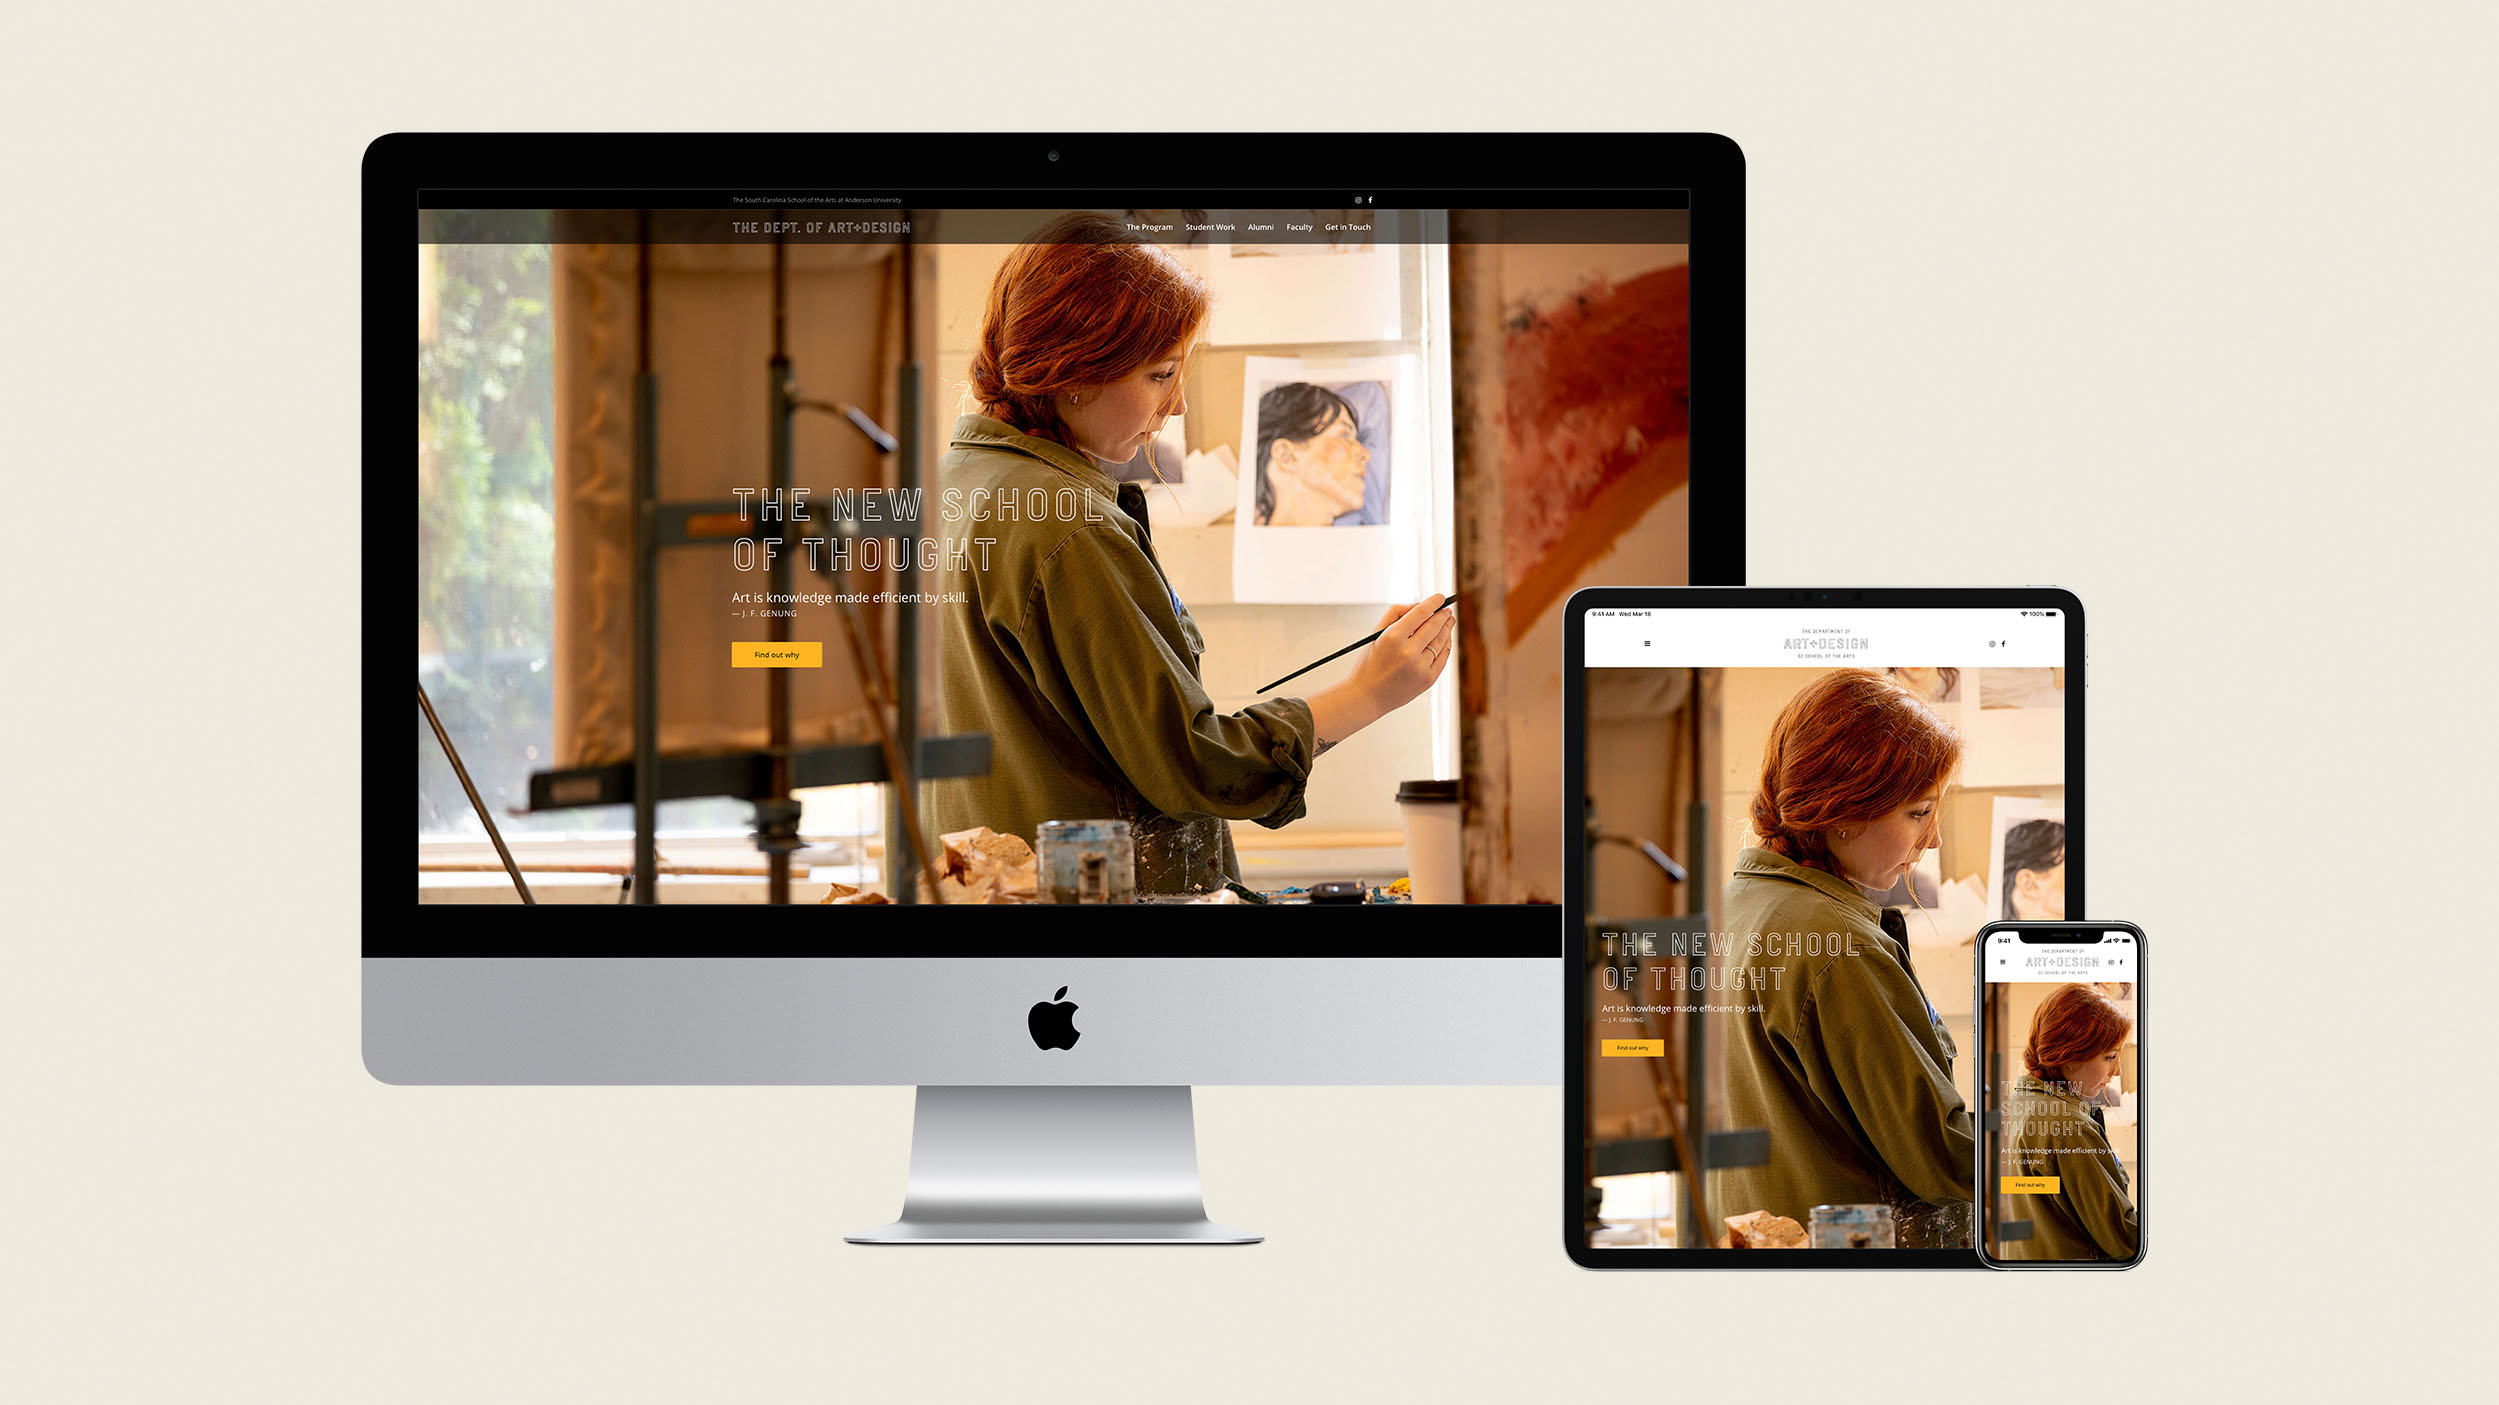 The South Carolina School of the Arts at Anderson University
THE DEPT. OF ART+DESIGN
The Program Student Work Alumni Faculty Get in Touch
THE NEW SCHOOL
OF THOUGHT
Art is knowledge made efficient by skill.
— J. F. GENUNG
Find out why
9:41 AM Wed Mar 18 100%
THE DEPARTMENT OF
ART+DESIGN
SC SCHOOL OF THE ARTS
THE NEW SCHOOL
OF THOUGHT
Art is knowledge made efficient by skill.
— J. F. GENUNG
Find out why
9:41
THE DEPARTMENT OF
ART+DESIGN
SC SCHOOL OF THE ARTS
THE NEW
SCHOOL OF
THOUGHT
Art is knowledge made efficient by skill.
— J. F. GENUNG
Find out why